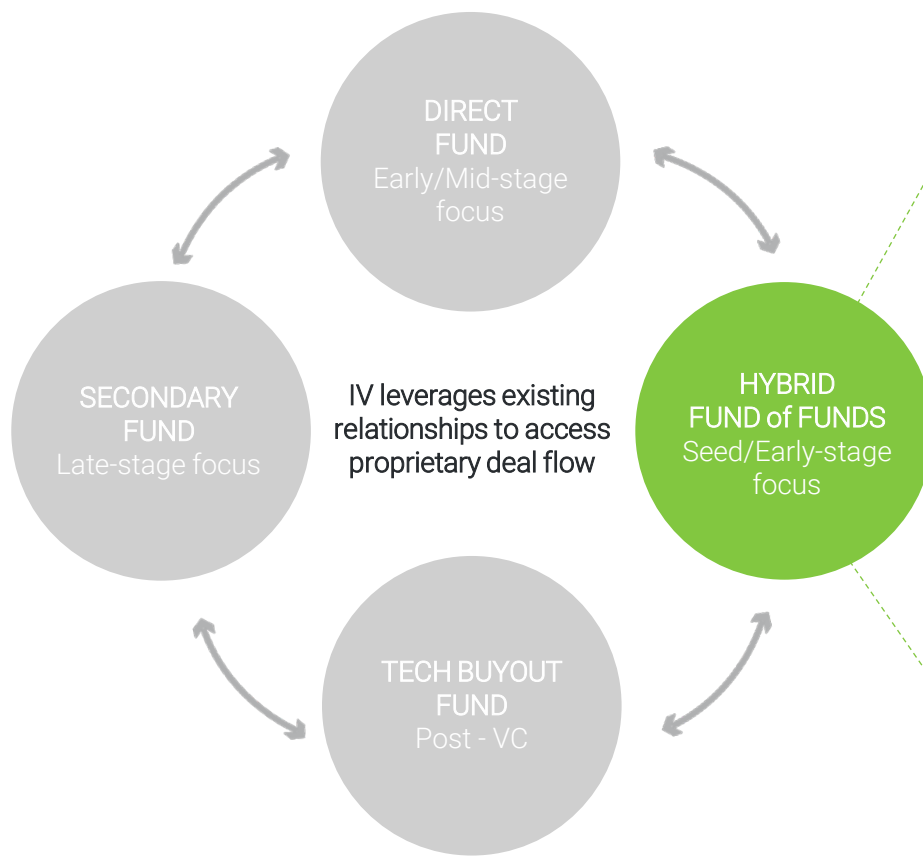 DIRECT
FUND
Early/Mid-stage
focus
SECONDARY
FUND
Late-stage focus
IV leverages existing
relationships to access
proprietary deal flow
HYBRID
FUND of FUNDS
Seed/Early-stage
focus
TECH BUYOUT
FUND
Post - VC